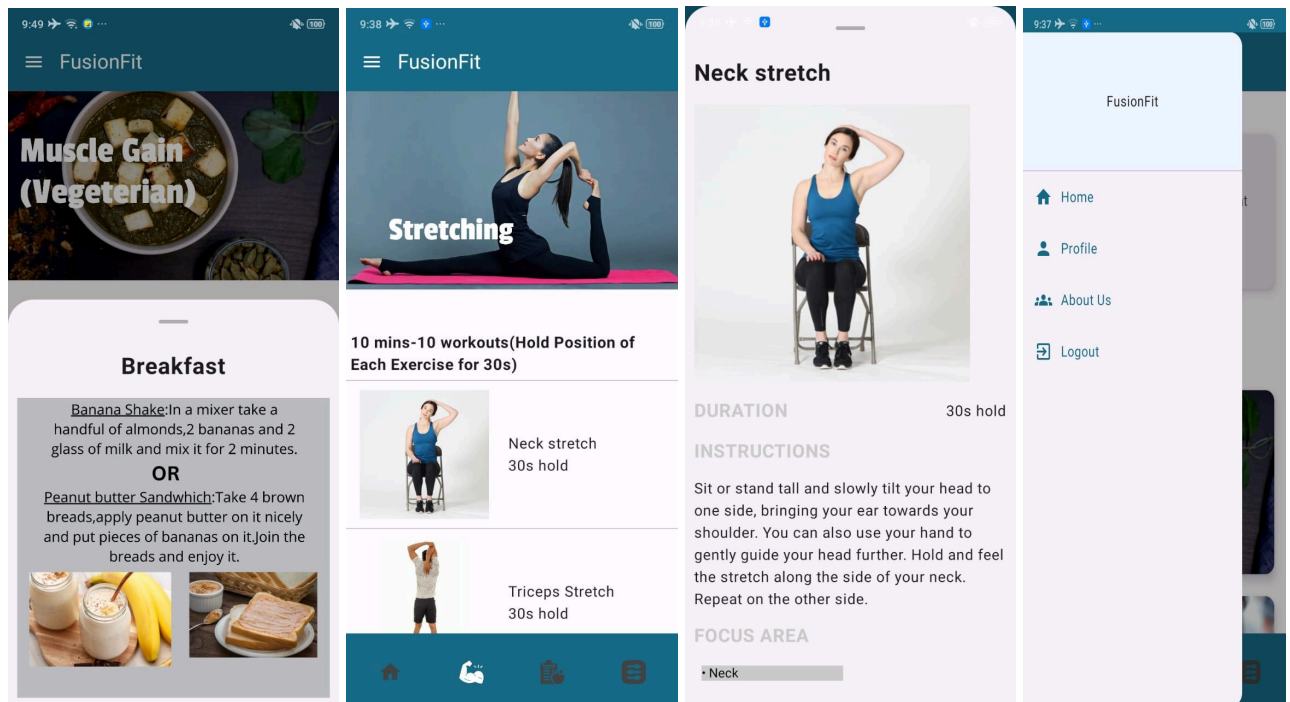 9:49
100
FusionFit
Muscle Gain
(Vegeterian)
Breakfast
Banana Shake:In a mixer take a
handful of almonds,2 bananas and 2
glass of milk and mix it for 2 minutes.
OR
Peanut butter Sandwhich:Take 4 brown
breads,apply peanut butter on it nicely
and put pieces of bananas on it.Join the
breads and enjoy it.
9:38
100
FusionFit
Stretching
10 mins-10 workouts(Hold Position of
Each Exercise for 30s)
Neck stretch
30s hold
Triceps Stretch
30s hold
Neck stretch
DURATION
30s hold
INSTRUCTIONS
Sit or stand tall and slowly tilt your head to
one side, bringing your ear towards your
shoulder. You can also use your hand to
gently guide your head further. Hold and feel
the stretch along the side of your neck.
Repeat on the other side.
FOCUS AREA
• Neck
9:37
100
FusionFit
Home
Profile
About Us
Logout